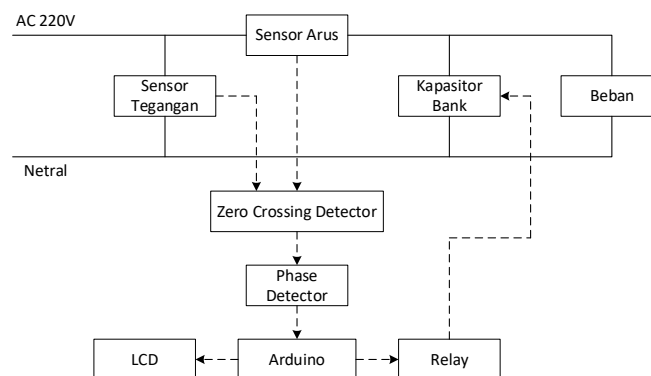 AC 220V
Sensor Arus
Sensor
Tegangan
Kapasitor
Bank
Beban
Netral
Zero Crossing Detector
Phase
Detector
LCD
Arduino
Relay